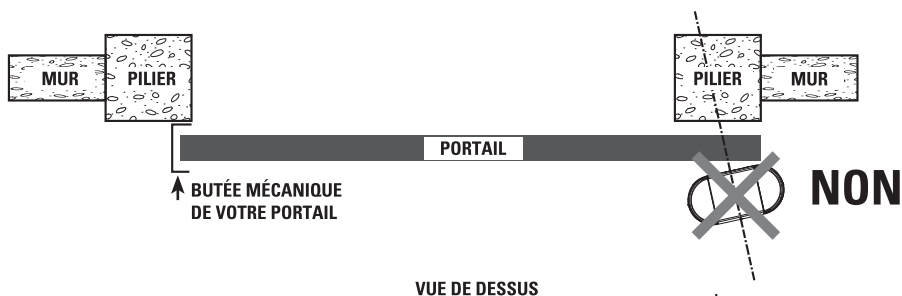 MUR PILIER PILIER MUR
PORTAIL
BUTÉE MÉCANIQUE
DE VOTRE PORTAIL
NON
VUE DE DESSUS